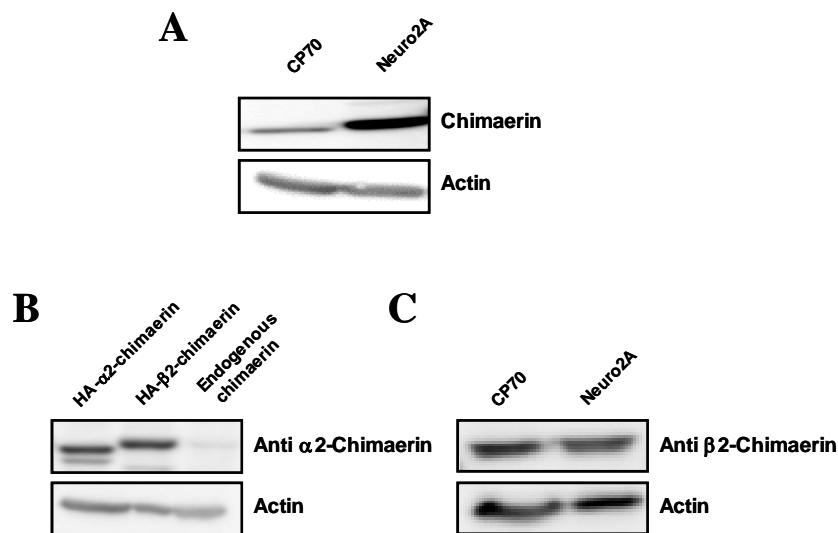 A
CP70
Neuro2A
Chimaerin
Actin
B
HA-α2-chimaerin
HA-β2-chimaerin
Endogenous
chimaerin
Anti α2-Chimaerin
Actin
C
CP70
Neuro2A
Anti β2-Chimaerin
Actin